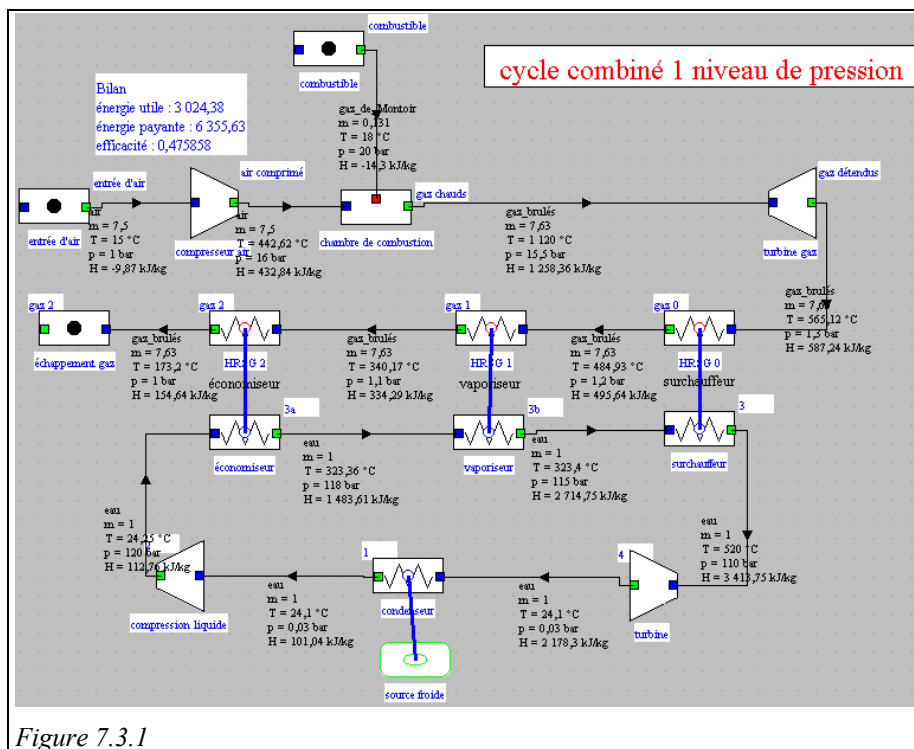 combustible
combustible
cycle combiné 1 niveau de pression
Bilan
énergie utile : 3 024,38
énergie payante : 6 355,63
efficacité : 0,475858
gaz_de_Montoir
m = 0,131
T = 18 °C
p = 20 bar
H = -14,3 kJ/kg
entrée d'air
entrée d'air
air
m = 7,5
T = 15 °C
p = 1 bar
H = -9,87 kJ/kg
air comprimé
compresseur air
air
m = 7,5
T = 442,62 °C
p = 16 bar
H = 432,84 kJ/kg
chambre de combustion
gaz chauds
gaz_brulés
m = 7,63
T = 1 120 °C
p = 15,5 bar
H = 1 258,36 kJ/kg
gaz détendus
turbine gaz
gaz_brulés
m = 7,63
T = 565,12 °C
p = 1,3 bar
H = 587,24 kJ/kg
gaz 2
échappement gaz
gaz_brulés
m = 7,63
T = 173,2 °C
p = 1 bar
H = 154,64 kJ/kg
gaz 2
HRSG 2
économiseur
gaz_brulés
m = 7,63
T = 340,17 °C
p = 1,1 bar
H = 334,29 kJ/kg
gaz 1
HRSG 1
vaporiseur
gaz_brulés
m = 7,63
T = 484,93 °C
p = 1,2 bar
H = 495,64 kJ/kg
gaz 0
HRSG 0
surchauffeur
3a
économiseur
eau
m = 1
T = 323,36 °C
p = 118 bar
H = 1 483,61 kJ/kg
3b
vaporiseur
eau
m = 1
T = 323,4 °C
p = 115 bar
H = 2 714,75 kJ/kg
3
surchauffeur
eau
m = 1
T = 520 °C
p = 110 bar
H = 3 413,75 kJ/kg
eau
m = 1
T = 24,25 °C
p = 120 bar
H = 112,76 kJ/kg
compression liquide
eau
m = 1
T = 24,1 °C
p = 0,03 bar
H = 101,04 kJ/kg
1
condenseur
source froide
eau
m = 1
T = 24,1 °C
p = 0,03 bar
H = 2 178,3 kJ/kg
4
turbine
Figure 7.3.1